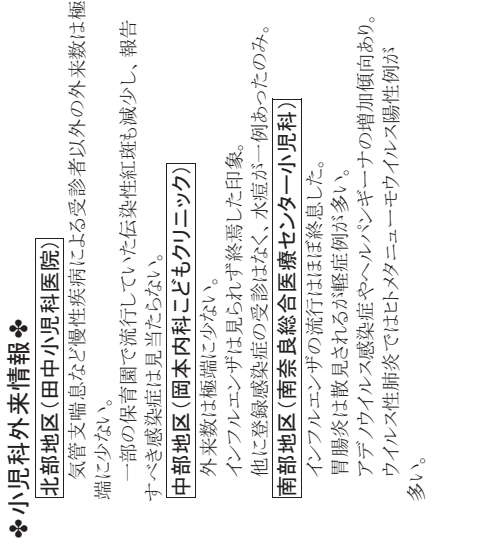 ❖小児科外来情報❖
北部地区（田中小児科医院）
気管支喘息など慢性疾病による受診者以外の外来数は極
端に少ない。
一部の保育園で流行していた伝染性紅斑も減少し、報告
すべき感染症は見当たらない。
中部地区（岡本内科こどもクリニック）
外来数は極端に少ない。
インフルエンザは見られず終焉した印象。
他に登録感染症の受診はなく、水痘が一例あったのみ。
南部地区（南奈良総合医療センター小児科）
インフルエンザの流行はほぼ終息した。
胃腸炎は散見されるが軽症例が多い。
アデノウイルス感染症やヘルパンギーナの増加傾向あり。
ウイルス性肺炎ではヒトメタニューモウイルス陽性例が
多い。